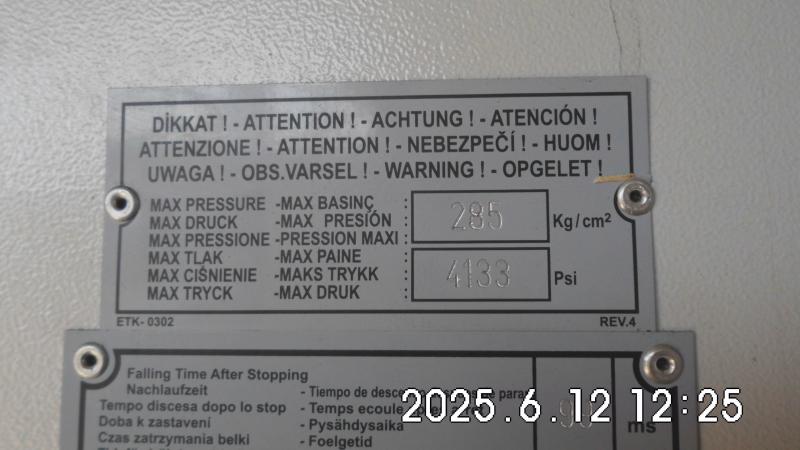 DİKKAT ! - ATTENTION ! - ACHTUNG ! - ATENCIÓN !
ATTENZIONE ! - ATTENTION ! - NEBEZPEČÍ ! - HUOM !
UWAGA ! - OBS.VARSEL ! - WARNING ! - OPGELET !
MAX PRESSURE -MAX BASINÇ : 285 Kg/cm²
MAX DRUCK -MAX PRESIÓN :
MAX PRESSIONE -PRESSION MAXI :
MAX TLAK -MAX PAINE : 4133 Psi
MAX CIŚNIENIE -MAKS TRYKK :
MAX TRYCK -MAX DRUK :
ETK- 0302 REV.4
Falling Time After Stopping
Nachlaufzeit - Tiempo de
Tempo discesa dopo lo stop - Temps
Doba k zastavení - Pysähdysaika ms
Czas zatrzymania belki - Foelgetid
2025. 6. 12 12:25